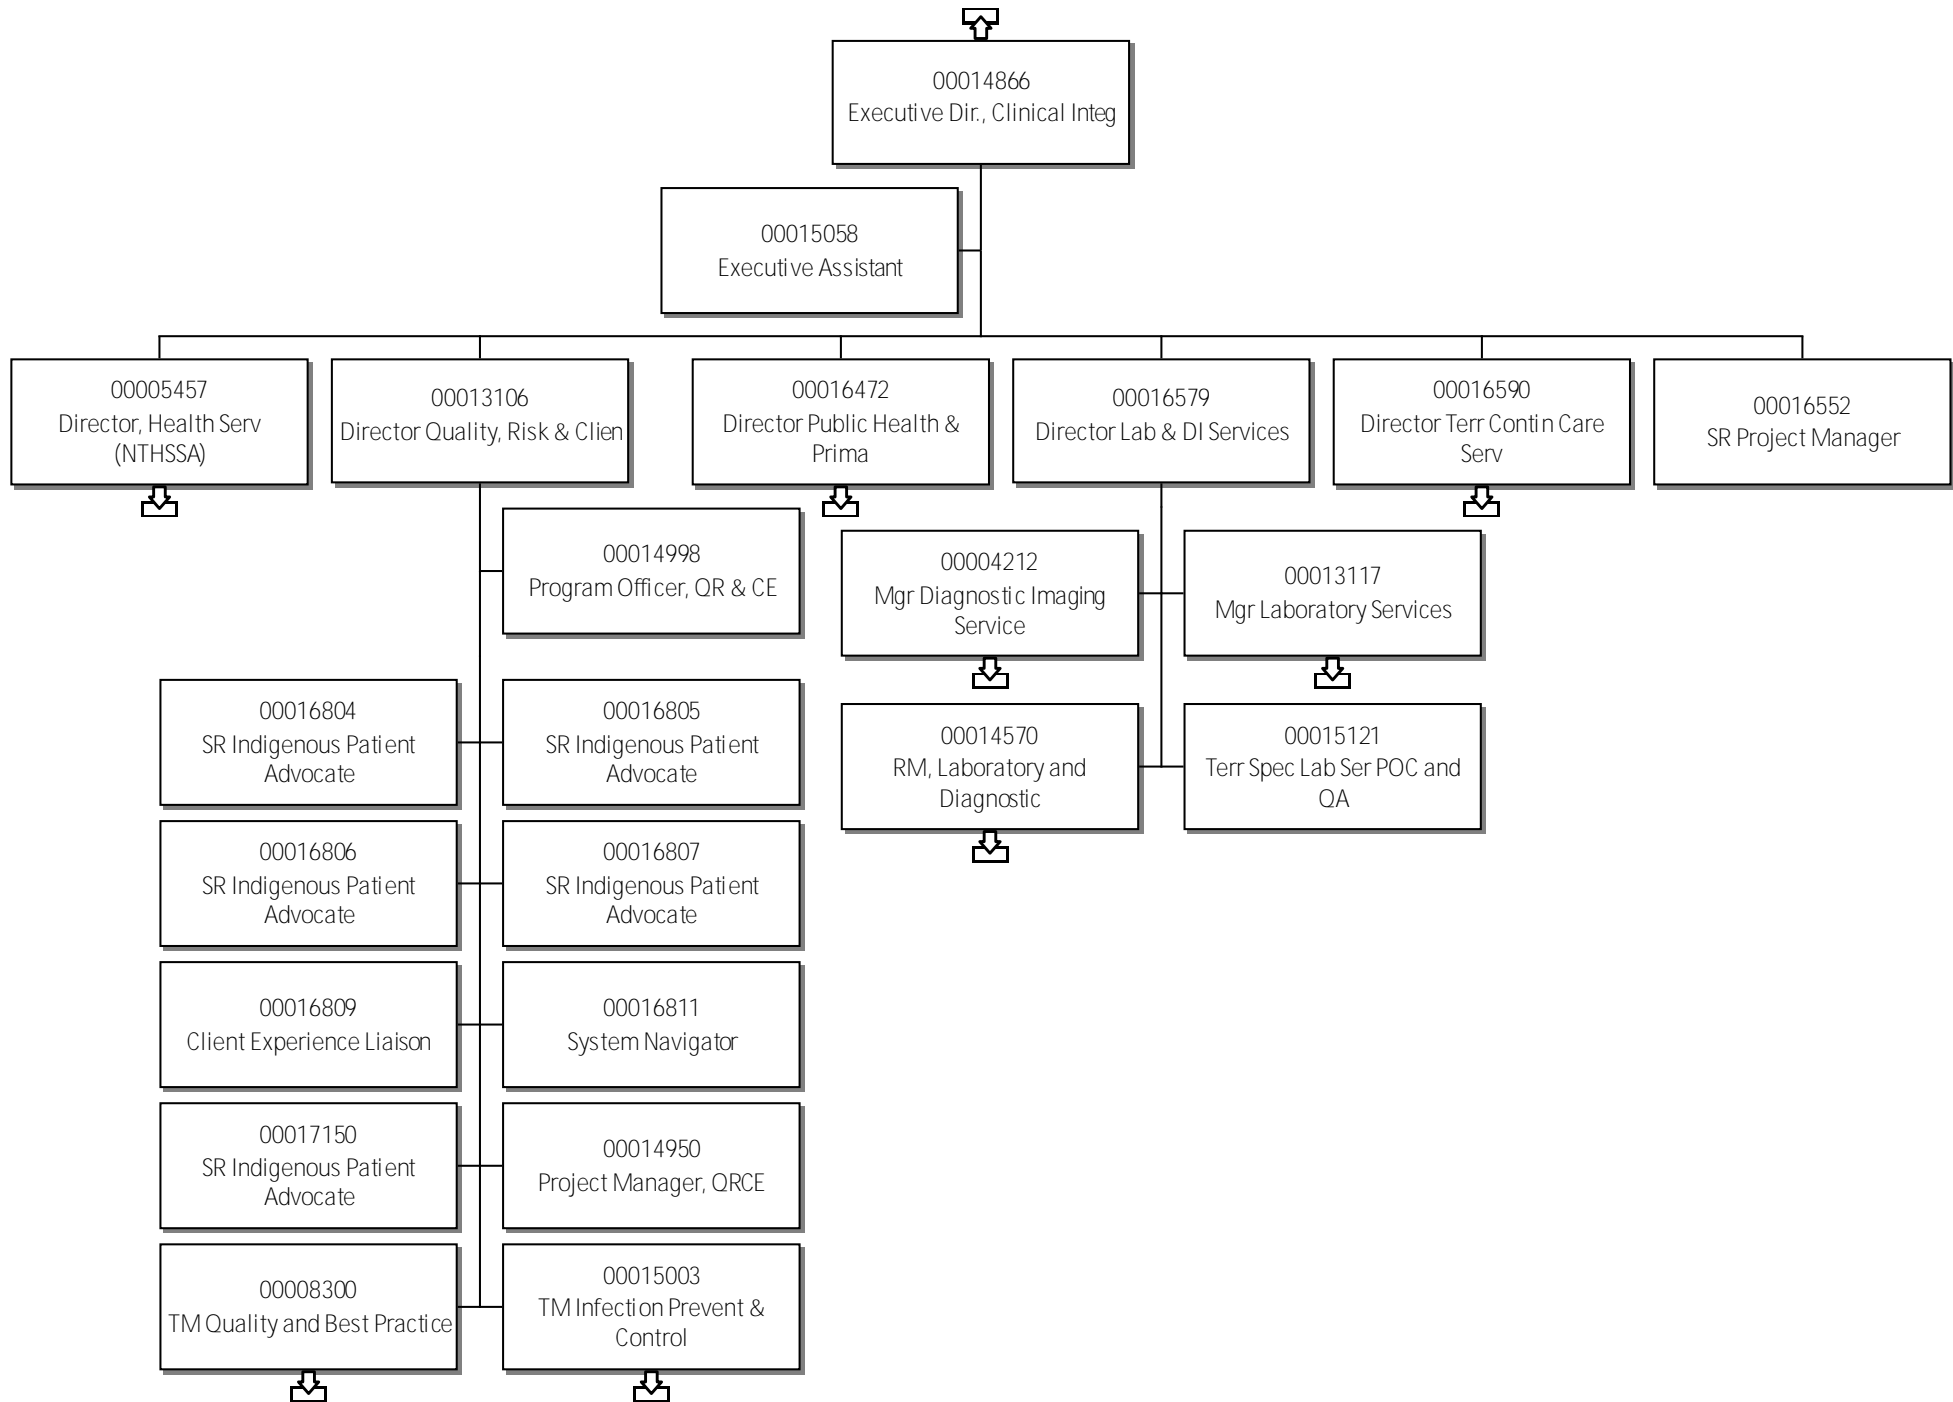 00014866
Executive Dir., Clinical Integ
00015058
Executive Assistant
00005457
Director, Health Serv
(NTHSSA)
00013106
Director Quality, Risk & Clien
00016472
Director Public Health &
Prima
00016579
Director Lab & DI Services
00016590
Director Terr Contin Care
Serv
00016552
SR Project Manager
00014998
Program Officer, QR & CE
00004212
Mgr Diagnostic Imaging
Service
00013117
Mgr Laboratory Services
00016804
SR Indigenous Patient
Advocate
00016805
SR Indigenous Patient
Advocate
00014570
RM, Laboratory and
Diagnostic
00015121
Terr Spec Lab Ser POC and
QA
00016806
SR Indigenous Patient
Advocate
00016807
SR Indigenous Patient
Advocate
00016809
Client Experience Liaison
00016811
System Navigator
00017150
SR Indigenous Patient
Advocate
00014950
Project Manager, QRCE
00008300
TM Quality and Best Practice
00015003
TM Infection Prevent &
Control